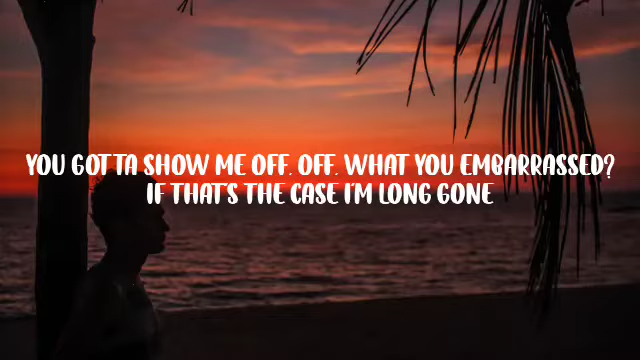 YOU GOTTA SHOW ME OFF, OFF. WHAT YOU EMBARRASSED?
IF THAT'S THE CASE I'M LONG GONE